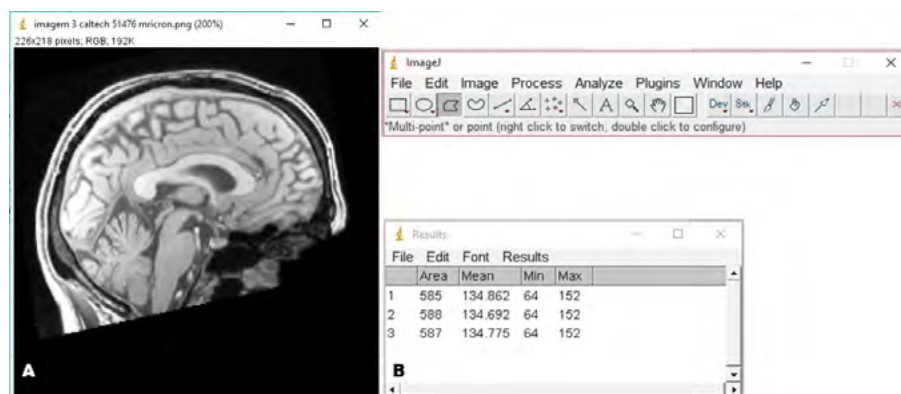 imagem 3 caltech 51476 mricron.png (200%)
226x218 pixels; RGB; 192K
A
ImageJ
File Edit Image Process Analyze Plugins Window Help
Dev Stk
"Multi-point" or point (right click to switch, double click to configure)
Results
File Edit Font Results
Area Mean Min Max
1 585 134.862 64 152
2 588 134.692 64 152
3 587 134.775 64 152
B